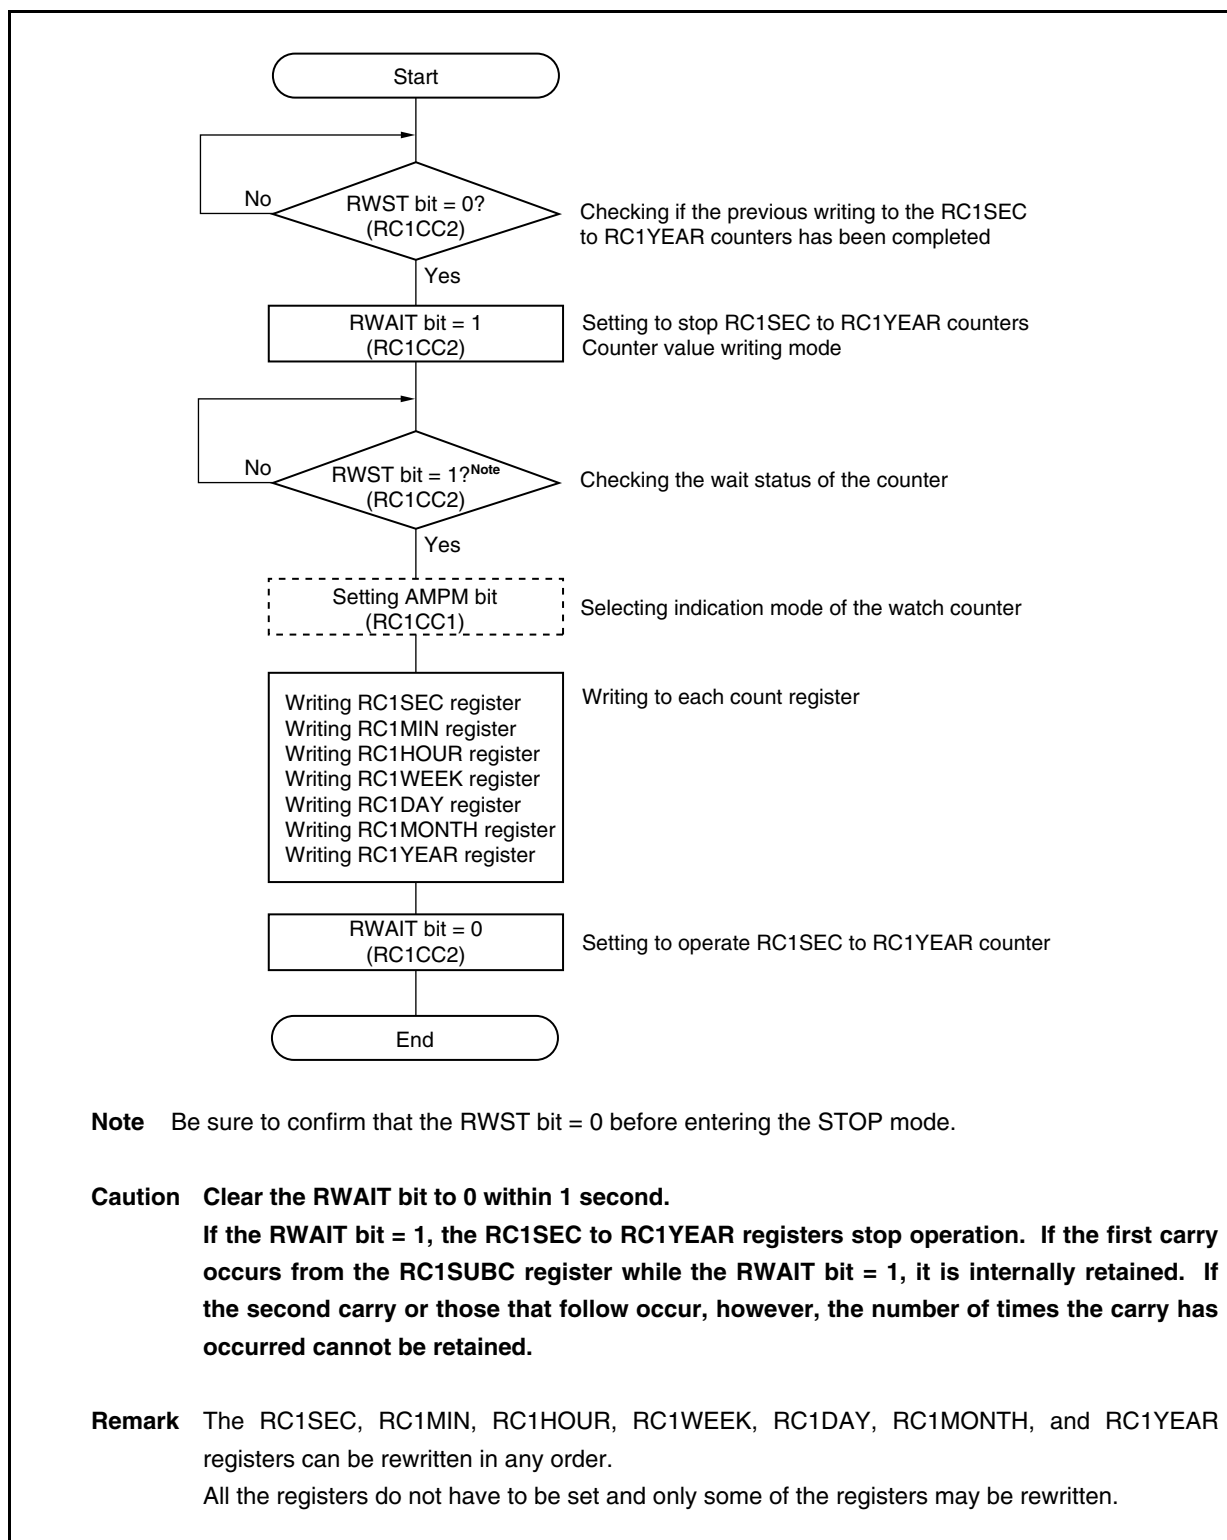 Start
No
RWST bit = 0?
(RC1CC2)
Checking if the previous writing to the RC1SEC
to RC1YEAR counters has been completed
Yes
RWAIT bit = 1
(RC1CC2)
Setting to stop RC1SEC to RC1YEAR counters
Counter value writing mode
No
RWST bit = 1?Note
(RC1CC2)
Checking the wait status of the counter
Yes
Setting AMPM bit
(RC1CC1)
Selecting indication mode of the watch counter
Writing RC1SEC register
Writing RC1MIN register
Writing RC1HOUR register
Writing RC1WEEK register
Writing RC1DAY register
Writing RC1MONTH register
Writing RC1YEAR register
Writing to each count register
RWAIT bit = 0
(RC1CC2)
Setting to operate RC1SEC to RC1YEAR counter
End
Note Be sure to confirm that the RWST bit = 0 before entering the STOP mode.
Caution Clear the RWAIT bit to 0 within 1 second.
If the RWAIT bit = 1, the RC1SEC to RC1YEAR registers stop operation. If the first carry
occurs from the RC1SUBC register while the RWAIT bit = 1, it is internally retained. If
the second carry or those that follow occur, however, the number of times the carry has
occurred cannot be retained.
Remark The RC1SEC, RC1MIN, RC1HOUR, RC1WEEK, RC1DAY, RC1MONTH, and RC1YEAR
registers can be rewritten in any order.
All the registers do not have to be set and only some of the registers may be rewritten.